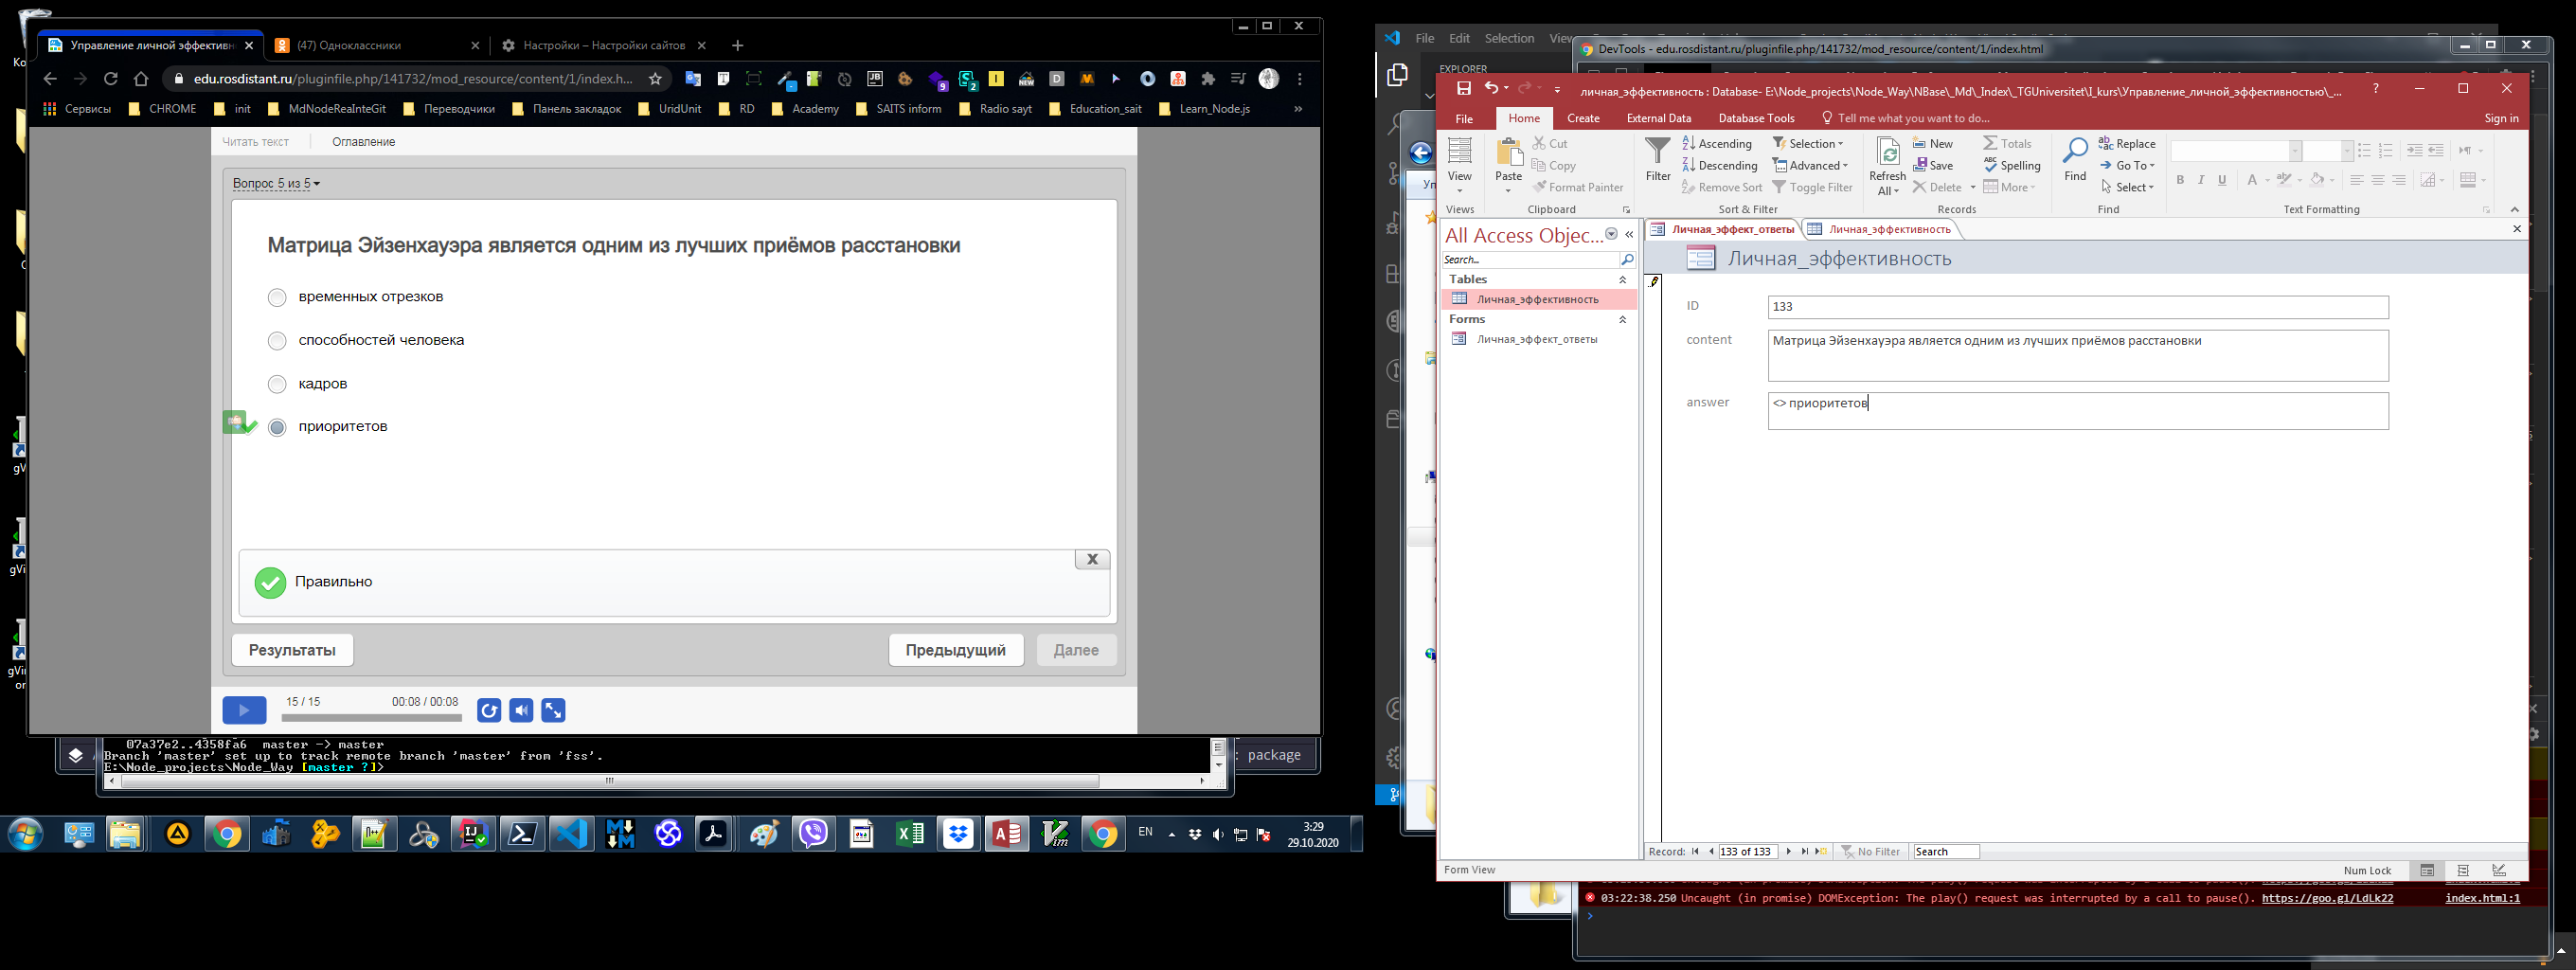 Управление личной эффективн
(47) Одноклассники
Настройки – Настройки сайтов
edu.rosdistant.ru/pluginfile.php/141732/mod_resource/content/1/index.h...
Сервисы CHROME init MdNodeReaInteGit Переводчики Панель закладок UridUnit RD Academy SAITS inform Radio sayt Education_sait Learn_Node.js »
Читать текст Оглавление
Вопрос 5 из 5
Матрица Эйзенхауэра является одним из лучших приёмов расстановки
временных отрезков
способностей человека
кадров
приоритетов
X
Правильно
Результаты Предыдущий Далее
15 / 15 00:08 / 00:08
07a37e2..4358fa6 master -> master
Branch 'master' set up to track remote branch 'master' from 'fss'.
E:\Node_projects\Node_Way [master ?]>
: package
EN
3:29
29.10.2020
File Edit Selection
EXPLORER
DevTools - edu.rosdistant.ru/pluginfile.php/141732/mod_resource/content/1/index.html
личная_эффективность : Database- E:\Node_projects\Node_Way\NBase\_Md\_Index\_TGUniversitet\I_kurs\Управление_личной_эффективностью\_...
File Home Create External Data Database Tools Tell me what you want to do... Sign in
View
Views
Paste
Cut
Copy
Format Painter
Clipboard
Filter
Ascending
Descending
Remove Sort
Selection
Advanced
Toggle Filter
Sort & Filter
Refresh All
New
Save
Delete
Totals
Spelling
More
Records
Find
Replace
Go To
Select
Find
B I U A
Text Formatting
All Access Objec...
Search...
Tables
Личная_эффективность
Forms
Личная_эффект_ответы
Личная_эффект_ответы Личная_эффективность
Личная_эффективность
ID 133
content Матрица Эйзенхауэра является одним из лучших приёмов расстановки
answer <> приоритетов
Record: 133 of 133 No Filter Search
Form View Num Lock
03:22:38.250 Uncaught (in promise) DOMException: The play() request was interrupted by a call to pause(). https://goo.gl/LdLk22 index.html:1